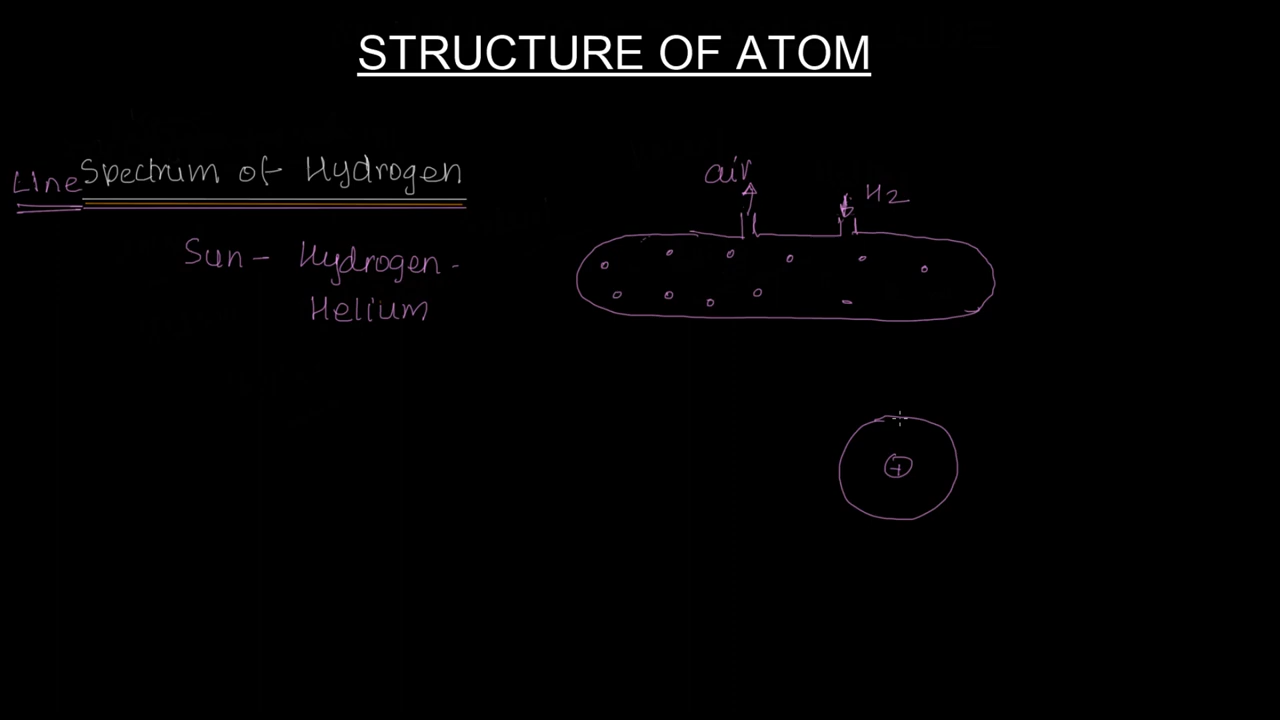 STRUCTURE OF ATOM
Line Spectrum of Hydrogen
Sun - Hydrogen -
Helium
air
H2
+